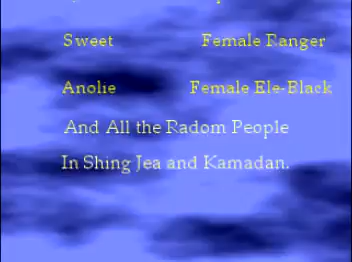 Sweet Female Ranger
Anolie Female Ele-Black
And All the Radom People
In Shing Jea and Kamadan.